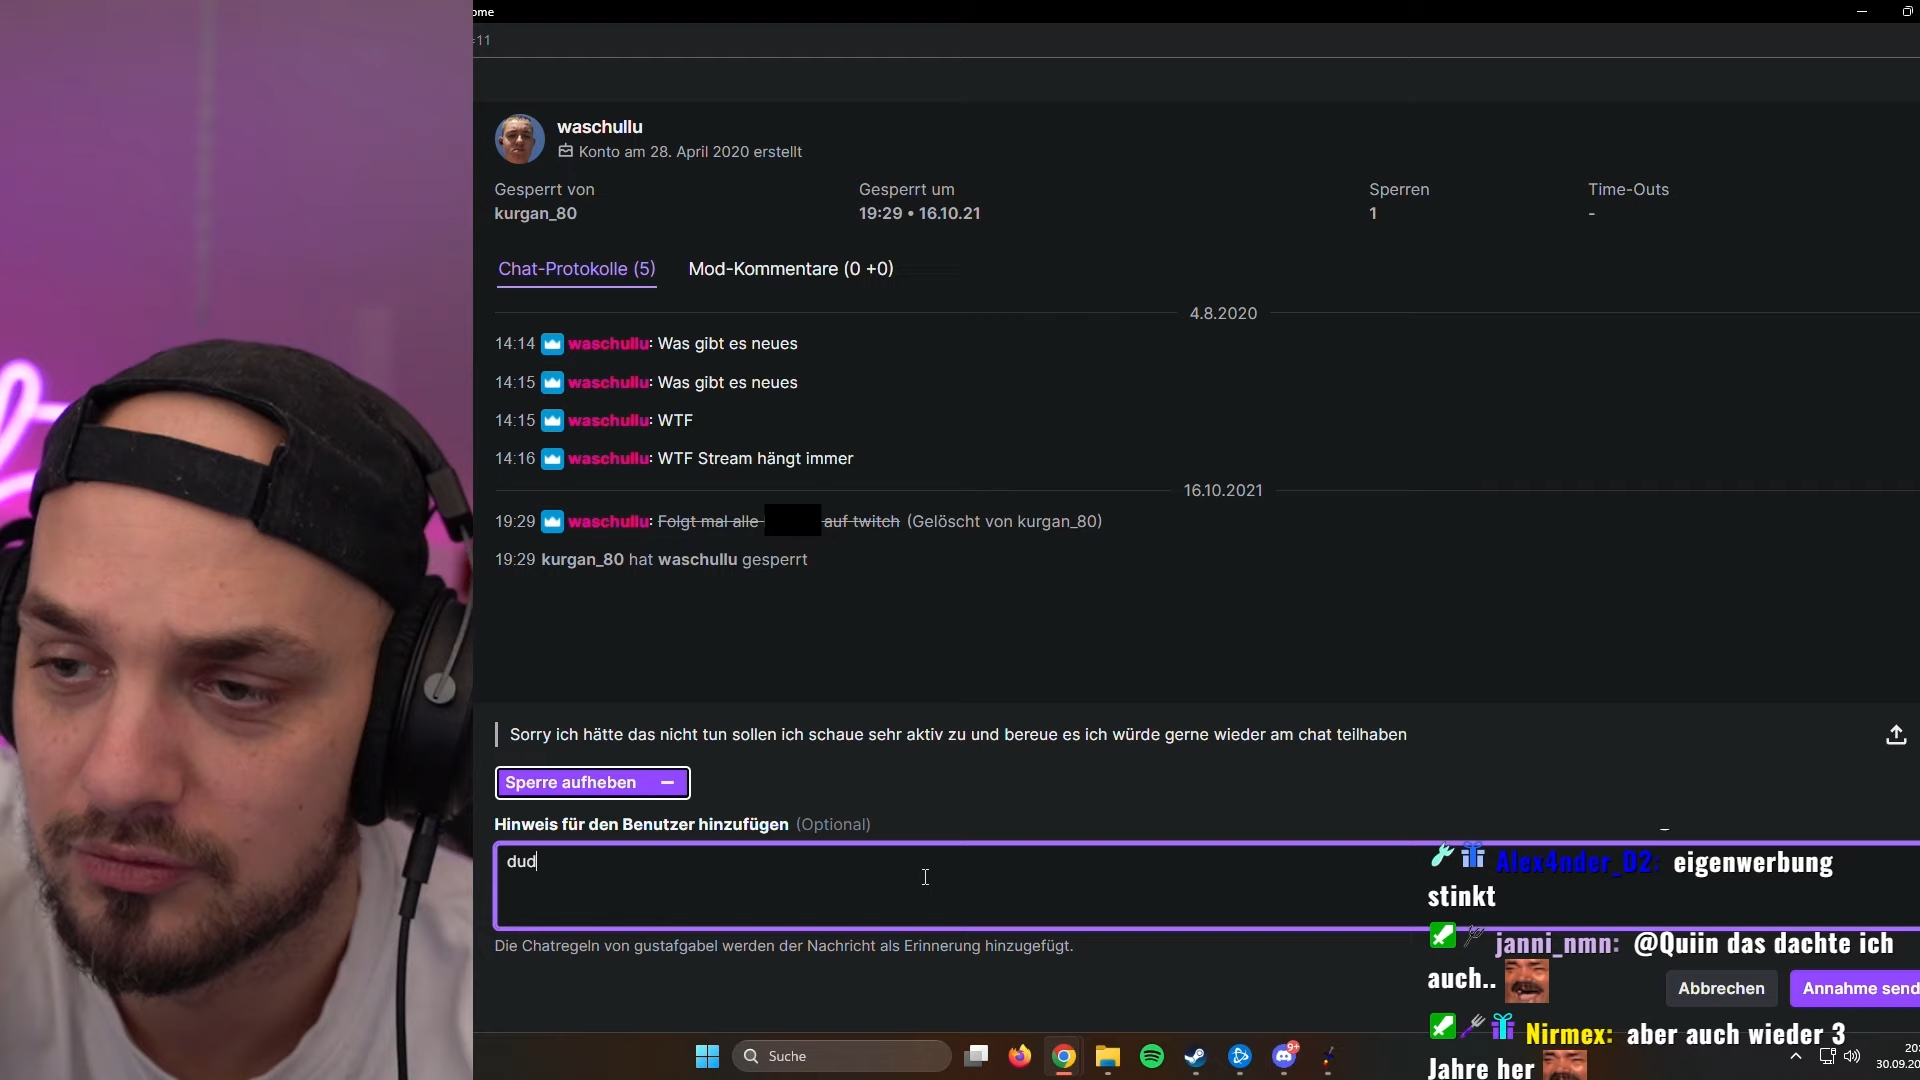 ome
=11
waschullu
Konto am 28. April 2020 erstellt
Gesperrt von
kurgan_80
Gesperrt um
19:29 • 16.10.21
Sperren
1
Time-Outs
-
Chat-Protokolle (5)
Mod-Kommentare (0 +0)
4.8.2020
14:14 waschullu: Was gibt es neues
14:15 waschullu: Was gibt es neues
14:15 waschullu: WTF
14:16 waschullu: WTF Stream hängt immer
16.10.2021
19:29 waschullu: Folgt mal alle auf twitch (Gelöscht von kurgan_80)
19:29 kurgan_80 hat waschullu gesperrt
Sorry ich hätte das nicht tun sollen ich schaue sehr aktiv zu und bereue es ich würde gerne wieder am chat teilhaben
Sperre aufheben
Hinweis für den Benutzer hinzufügen (Optional)
dud
Die Chatregeln von gustafgabel werden der Nachricht als Erinnerung hinzugefügt.
Alex4nder_D2: eigenwerbung
stinkt
janni_nmn: @Quiin das dachte ich
auch..
Abbrechen
Annahme send
Nirmex: aber auch wieder 3
Jahre her
Suche
9+
20:
30.09.20